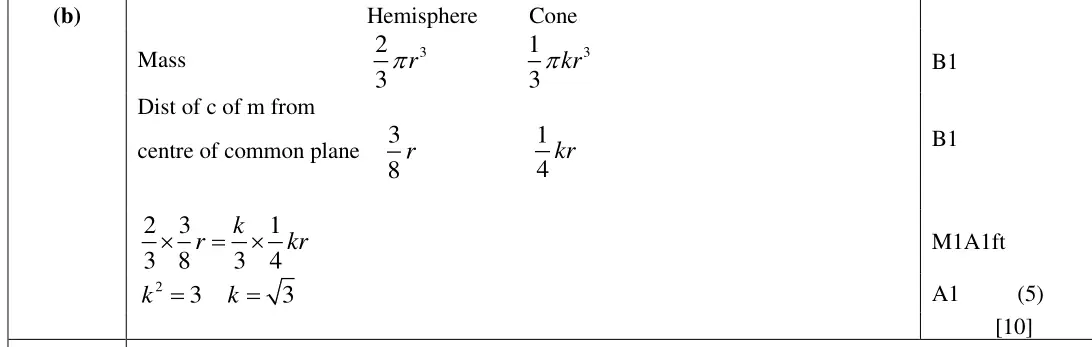 (b) Hemisphere Cone
Mass 2/3 πr³ 1/3 πkr³ B1
Dist of c of m from
centre of common plane 3/8 r 1/4 kr B1
2/3 × 3/8 r = k/3 × 1/4 kr M1A1ft
k² = 3 k = √3 A1 (5)
[10]